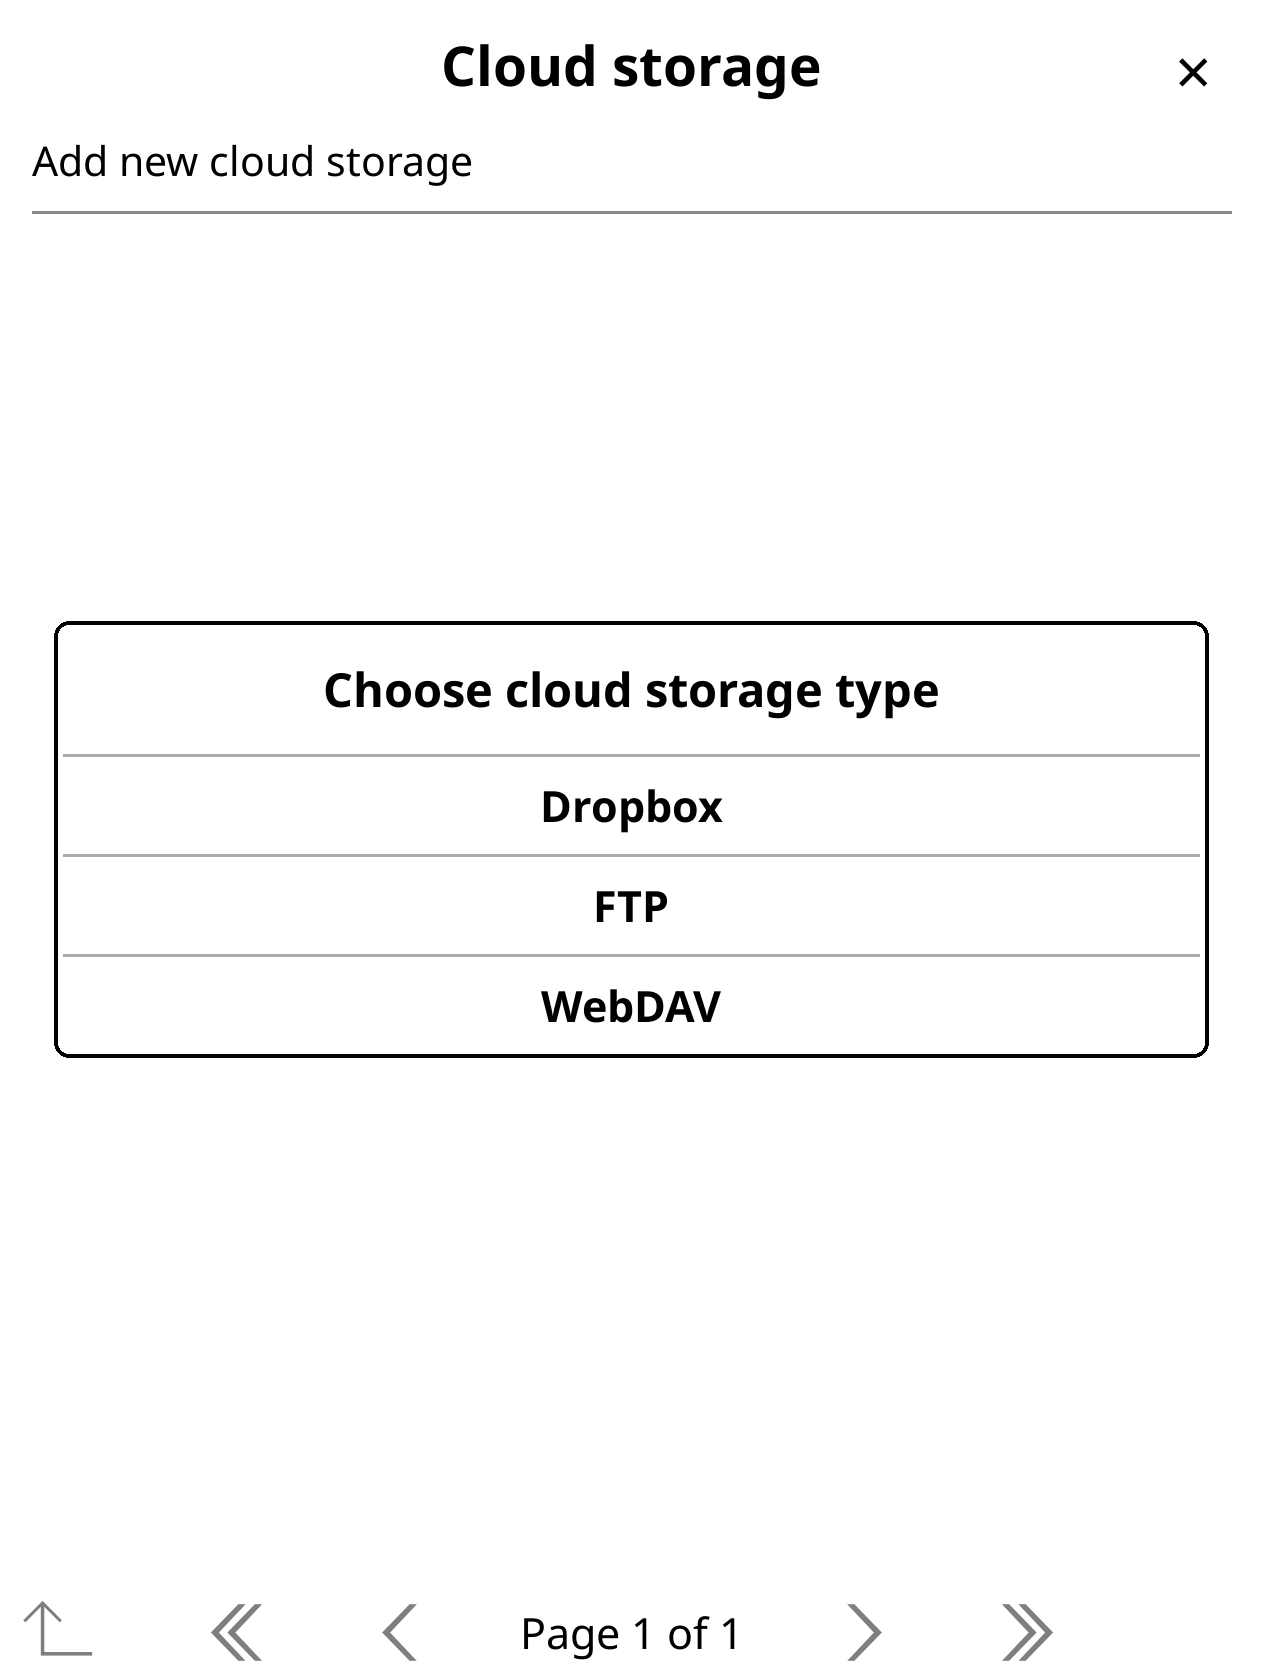 Cloud storage
Add new cloud storage
Choose cloud storage type
Dropbox
FTP
WebDAV
Page 1 of 1